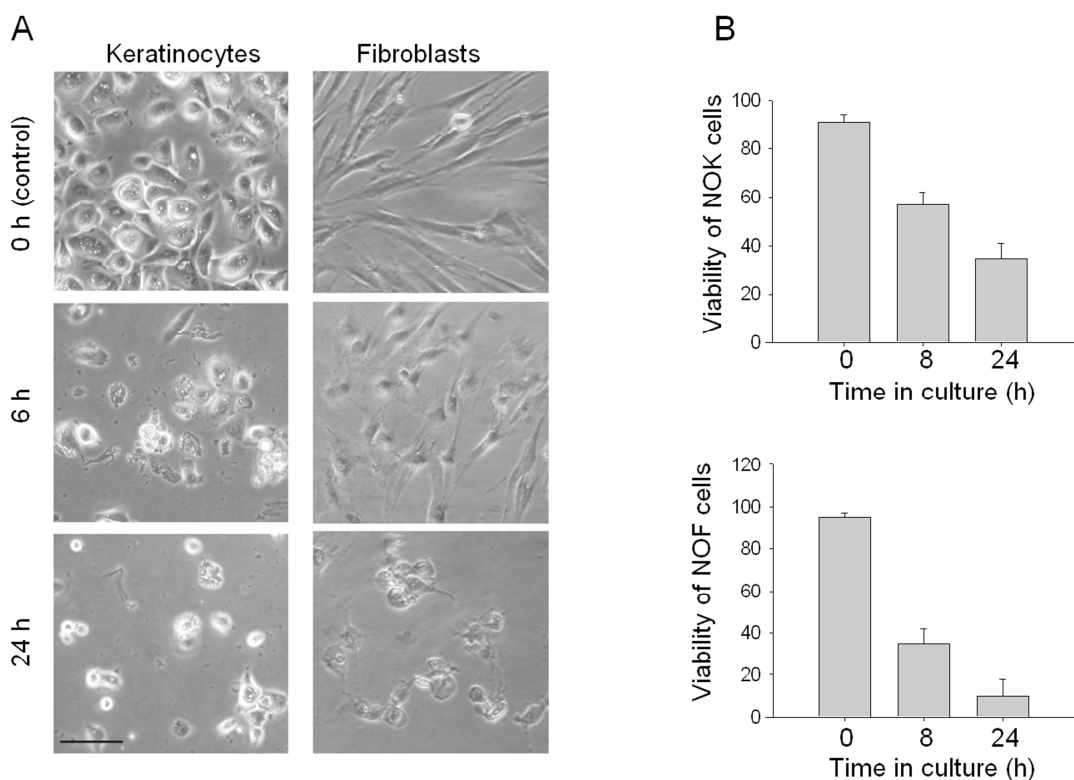 A
Keratinocytes Fibroblasts
0 h (control)
6 h
24 h
B
100
80
60
40
20
0
Viability of NOK cells
0 8 24
Time in culture (h)
120
100
80
60
40
20
0
Viability of NOF cells
0 8 24
Time in culture (h)